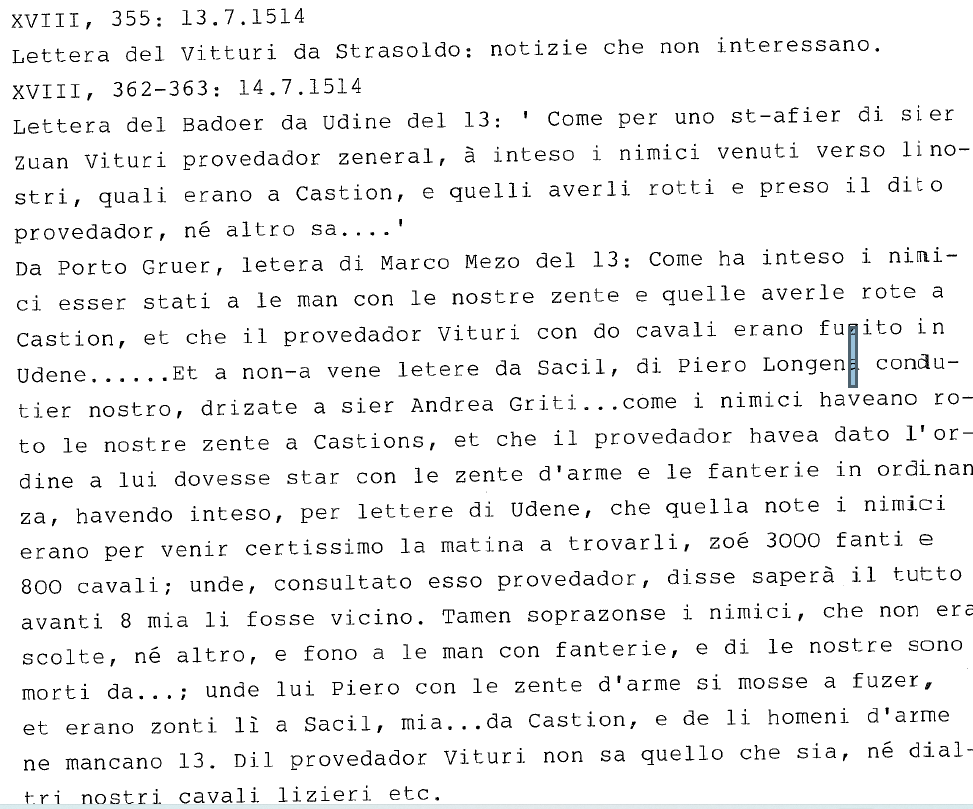 XVIII, 355: 13.7.1514
Lettera del Vitturi da Strasoldo: notizie che non interessano.
XVIII, 362-363: 14.7.1514
Lettera del Badoer da Udine del 13: ' Come per uno st-afier di sier
Zuan Vituri provedador zeneral, à inteso i nimici venuti verso li no-
stri, quali erano a Castion, e quelli averli rotti e preso il dito
provedador, né altro sa....'
Da Porto Gruer, letera di Marco Mezo del 13: Come ha inteso i nimi-
ci esser stati a le man con le nostre zente e quelle averle rote a
Castion, et che il provedador Vituri con do cavali erano fuzito in
Udene......Et a non-a vene letere da Sacil, di Piero Longena condu-
tier nostro, drizate a sier Andrea Griti...come i nimici haveano ro-
to le nostre zente a Castions, et che il provedador havea dato l'or-
dine a lui dovesse star con le zente d'arme e le fanterie in ordinan
za, havendo inteso, per lettere di Udene, che quella note i nimici
erano per venir certissimo la matina a trovarli, zoé 3000 fanti e
800 cavali; unde, consultato esso provedador, disse saperà il tutto
avanti 8 mia li fosse vicino. Tamen soprazonse i nimici, che non era
scolte, né altro, e fono a le man con fanterie, e di le nostre sono
morti da...; unde lui Piero con le zente d'arme si mosse a fuzer,
et erano zonti lì a Sacil, mia...da Castion, e de li homeni d'arme
ne mancano 13. Dil provedador Vituri non sa quello che sia, né dial-
tri nostri cavali lizieri etc.